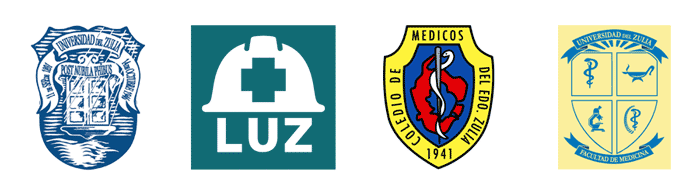 UNIVERSIDAD DEL ZULIA
POST NUBILA PHŒBUS
LUZ
COLEGIO DE MEDICOS DEL EDO. ZULIA
1941
UNIVERSIDAD DEL ZULIA
FACULTAD DE MEDICINA